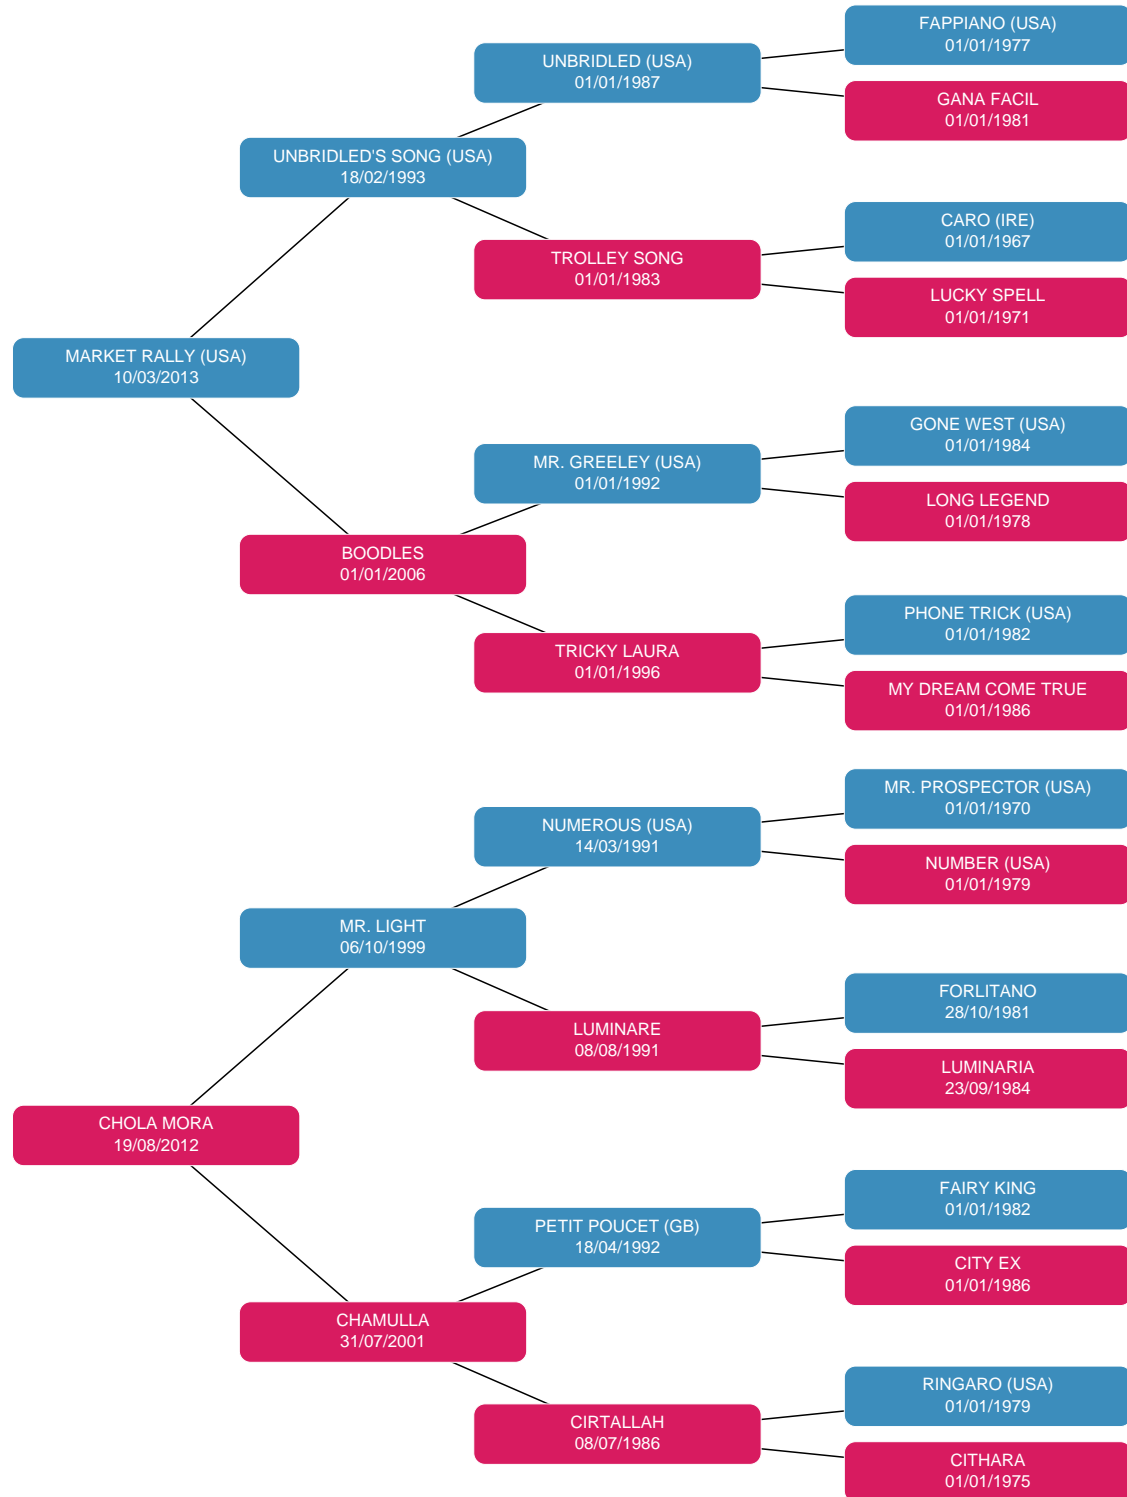 FAPPIANO (USA)
01/01/1977
UNBRIDLED (USA)
01/01/1987
GANA FACIL
01/01/1981
UNBRIDLED'S SONG (USA)
18/02/1993
CARO (IRE)
01/01/1967
TROLLEY SONG
01/01/1983
LUCKY SPELL
01/01/1971
MARKET RALLY (USA)
10/03/2013
GONE WEST (USA)
01/01/1984
MR. GREELEY (USA)
01/01/1992
LONG LEGEND
01/01/1978
BOODLES
01/01/2006
PHONE TRICK (USA)
01/01/1982
TRICKY LAURA
01/01/1996
MY DREAM COME TRUE
01/01/1986
MR. PROSPECTOR (USA)
01/01/1970
NUMEROUS (USA)
14/03/1991
NUMBER (USA)
01/01/1979
MR. LIGHT
06/10/1999
FORLITANO
28/10/1981
LUMINARE
08/08/1991
LUMINARIA
23/09/1984
CHOLA MORA
19/08/2012
FAIRY KING
01/01/1982
PETIT POUCET (GB)
18/04/1992
CITY EX
01/01/1986
CHAMULLA
31/07/2001
RINGARO (USA)
01/01/1979
CIRTALLAH
08/07/1986
CITHARA
01/01/1975